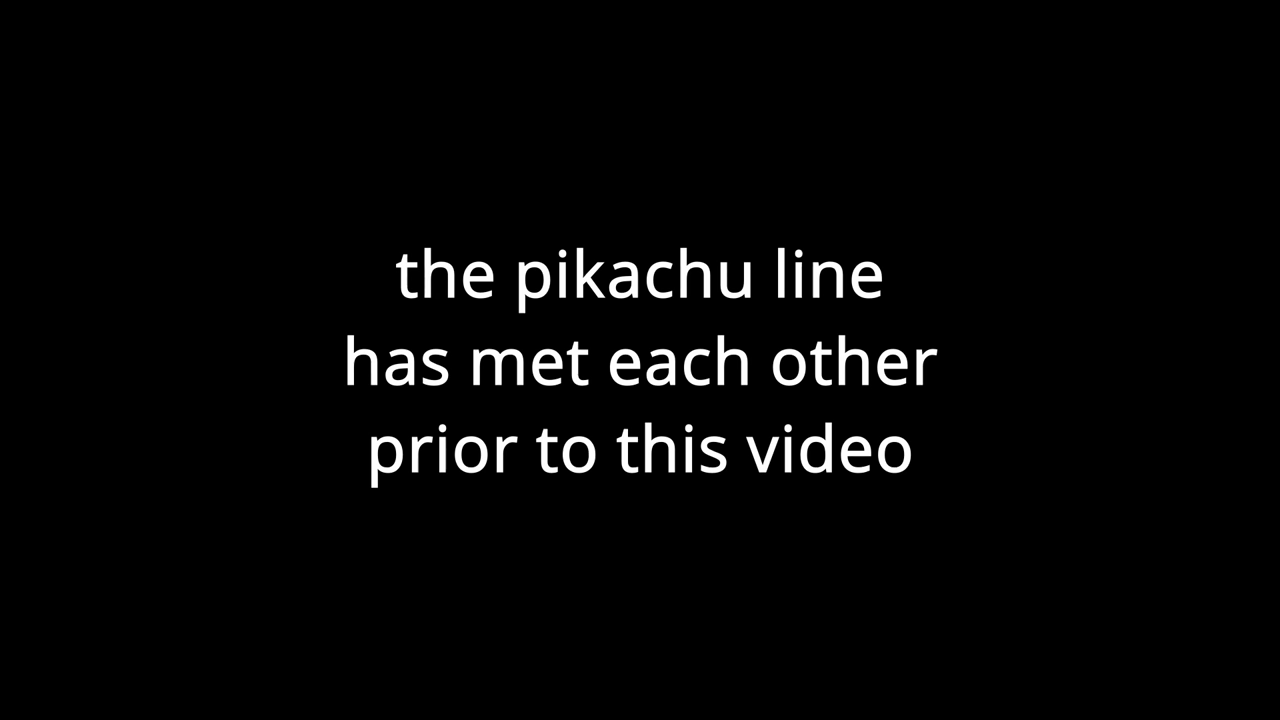 the pikachu line
has met each other
prior to this video